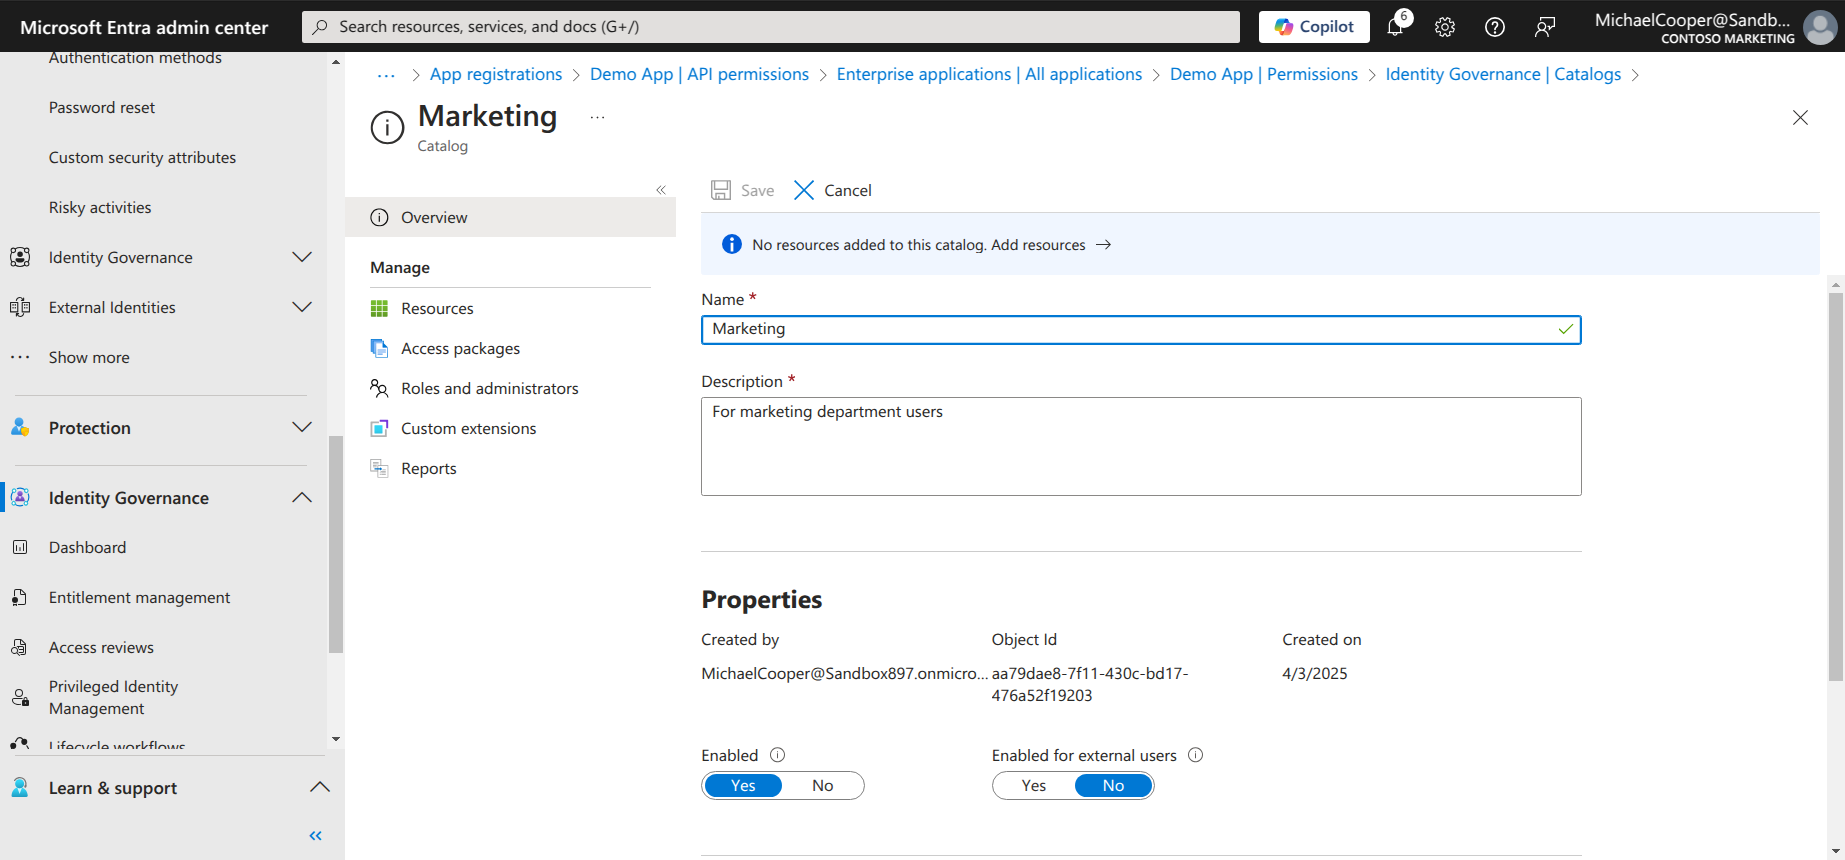 Microsoft Entra admin center
Search resources, services, and docs (G+/)
Copilot
6
MichaelCooper@Sandb...
CONTOSO MARKETING
... > App registrations > Demo App | API permissions > Enterprise applications | All applications > Demo App | Permissions > Identity Governance | Catalogs >
Authentication methods
Password reset
Custom security attributes
Risky activities
Identity Governance
External Identities
Show more
Protection
Identity Governance
Dashboard
Entitlement management
Access reviews
Privileged Identity
Management
Lifecycle workflows
Learn & support
Marketing
...
Catalog
Overview
Manage
Resources
Access packages
Roles and administrators
Custom extensions
Reports
Save
Cancel
No resources added to this catalog. Add resources →
Name *
Marketing
Description *
For marketing department users
Properties
Created by
MichaelCooper@Sandbox897.onmicro...
Object Id
aa79dae8-7f11-430c-bd17-
476a52f19203
Created on
4/3/2025
Enabled
Yes No
Enabled for external users
Yes No